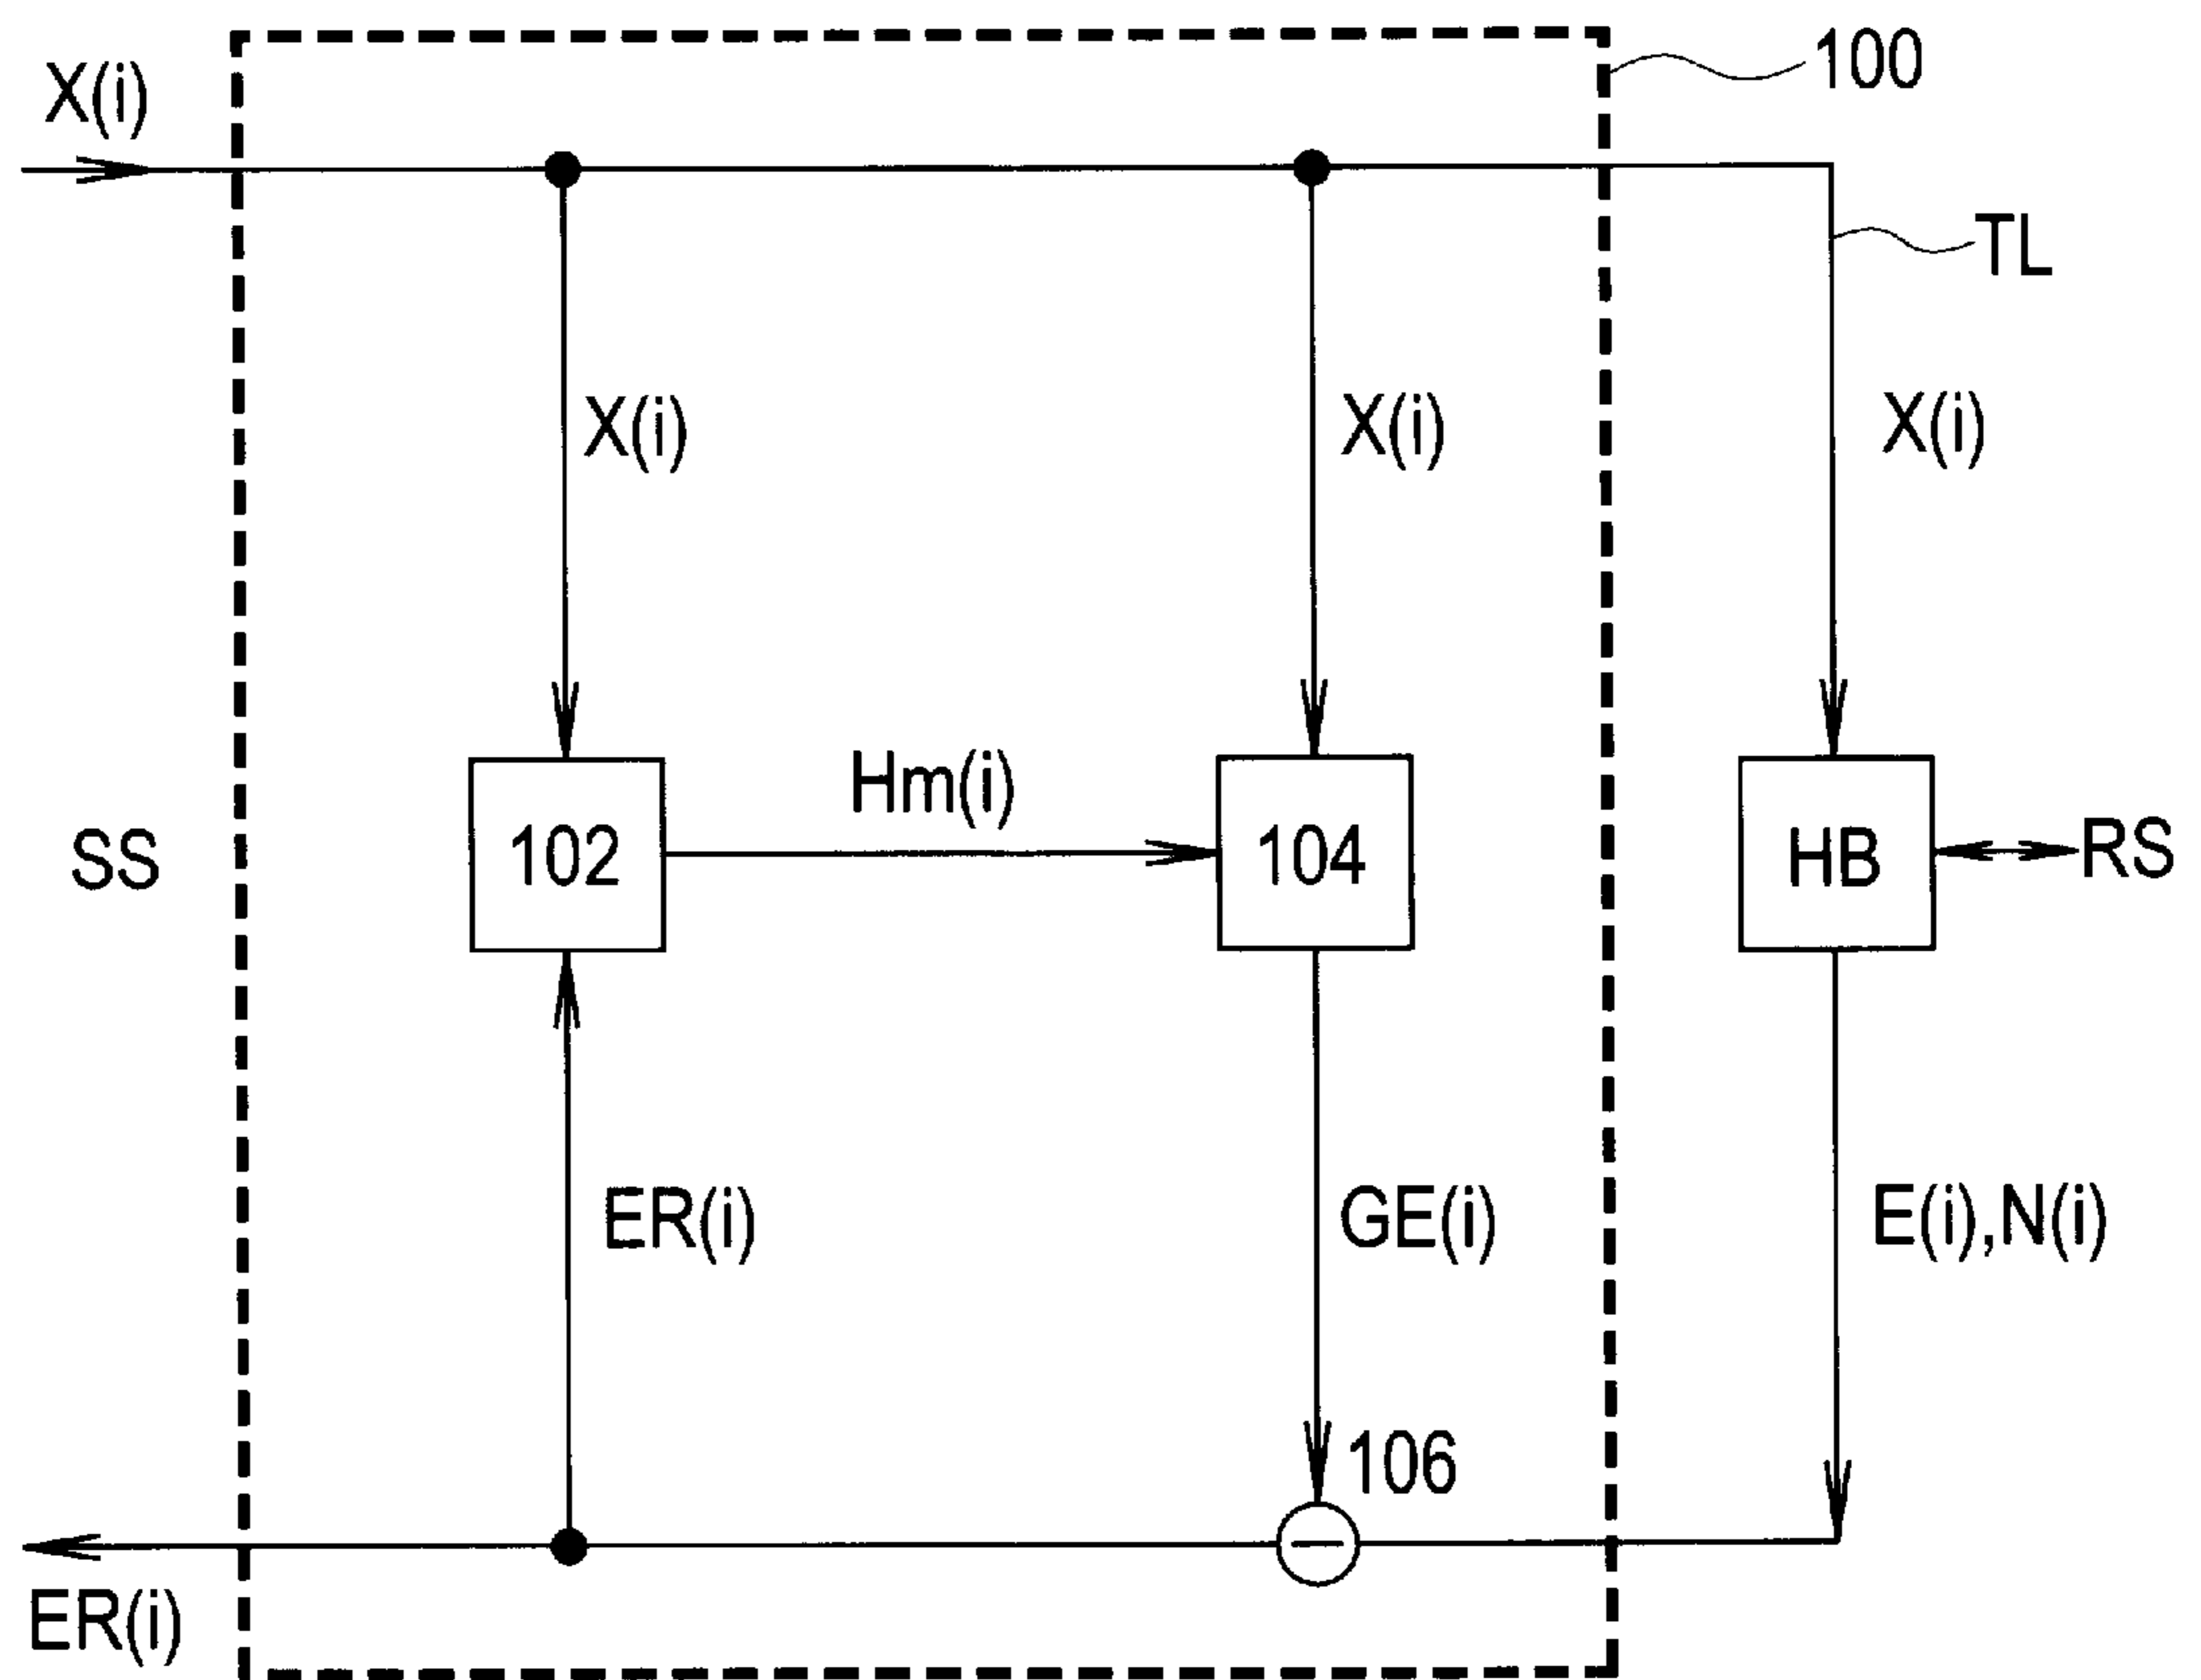 100
X(i)
TL
X(i)
X(i)
X(i)
Hm(i)
SS
102
104
HB
RS
ER(i)
GE(i)
E(i),N(i)
106
ER(i)